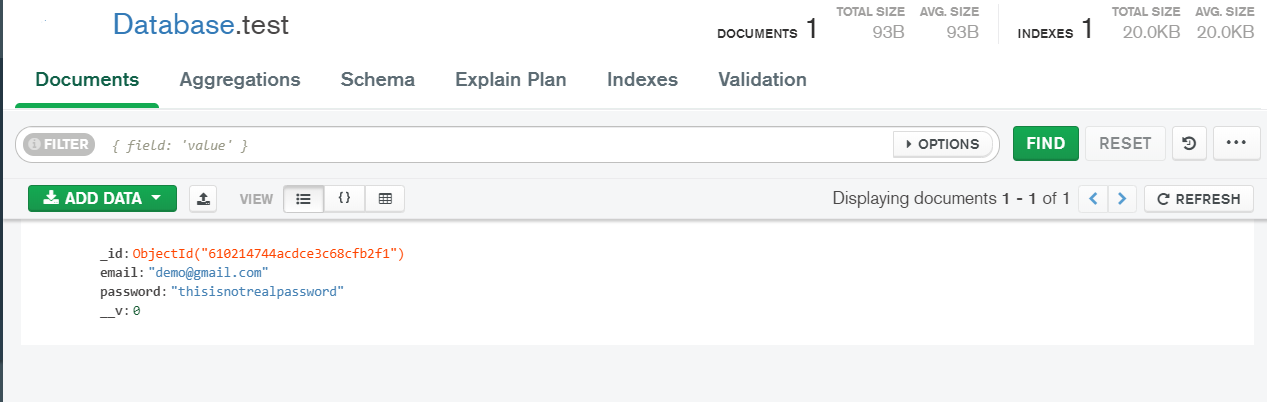 Database.test
DOCUMENTS 1 TOTAL SIZE 93B AVG. SIZE 93B INDEXES 1 TOTAL SIZE 20.0KB AVG. SIZE 20.0KB
Documents Aggregations Schema Explain Plan Indexes Validation
FILTER { field: 'value' } OPTIONS FIND RESET
ADD DATA VIEW {} Displaying documents 1 - 1 of 1 REFRESH
_id: ObjectId("610214744acdce3c68cfb2f1")
email: "demo@gmail.com"
password: "thisisnotrealpassword"
__v: 0